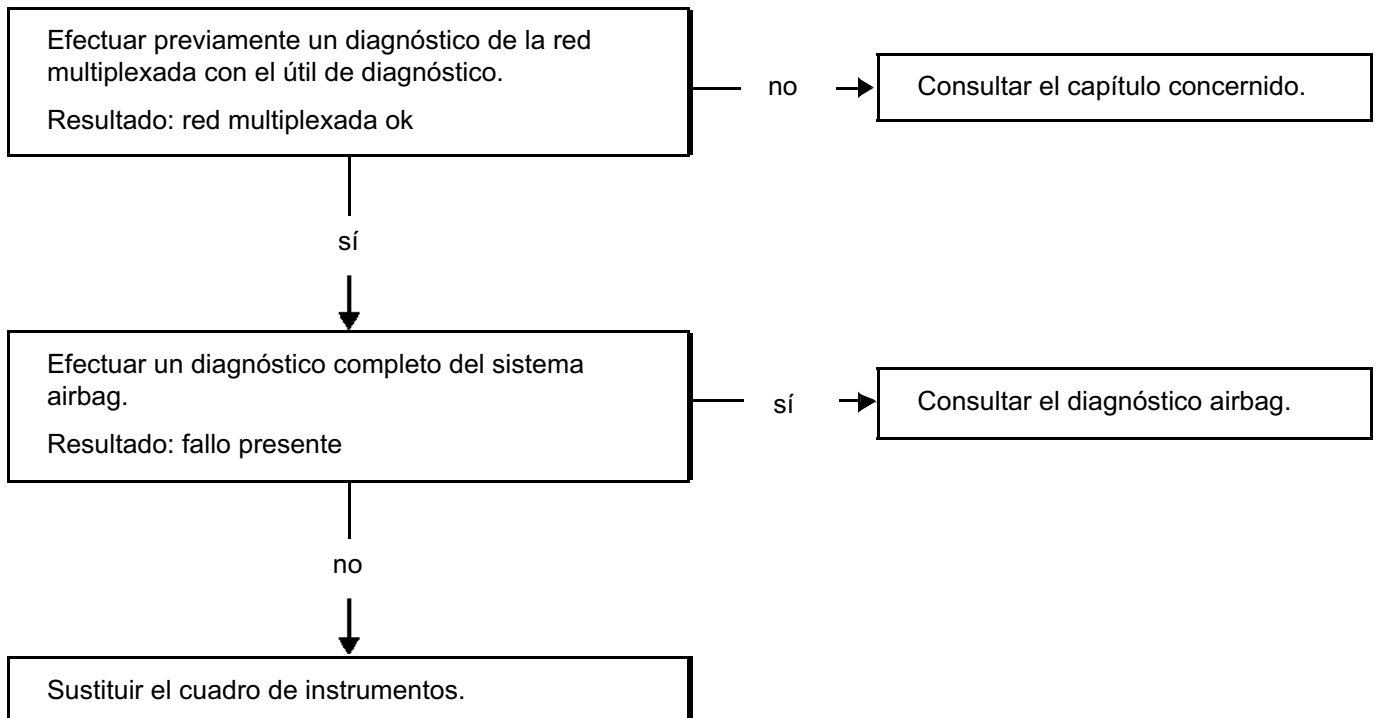 Efectuar previamente un diagnóstico de la red
multiplexada con el útil de diagnóstico.
Resultado: red multiplexada ok
no
Consultar el capítulo concernido.
sí
Efectuar un diagnóstico completo del sistema
airbag.
Resultado: fallo presente
sí
Consultar el diagnóstico airbag.
no
Sustituir el cuadro de instrumentos.